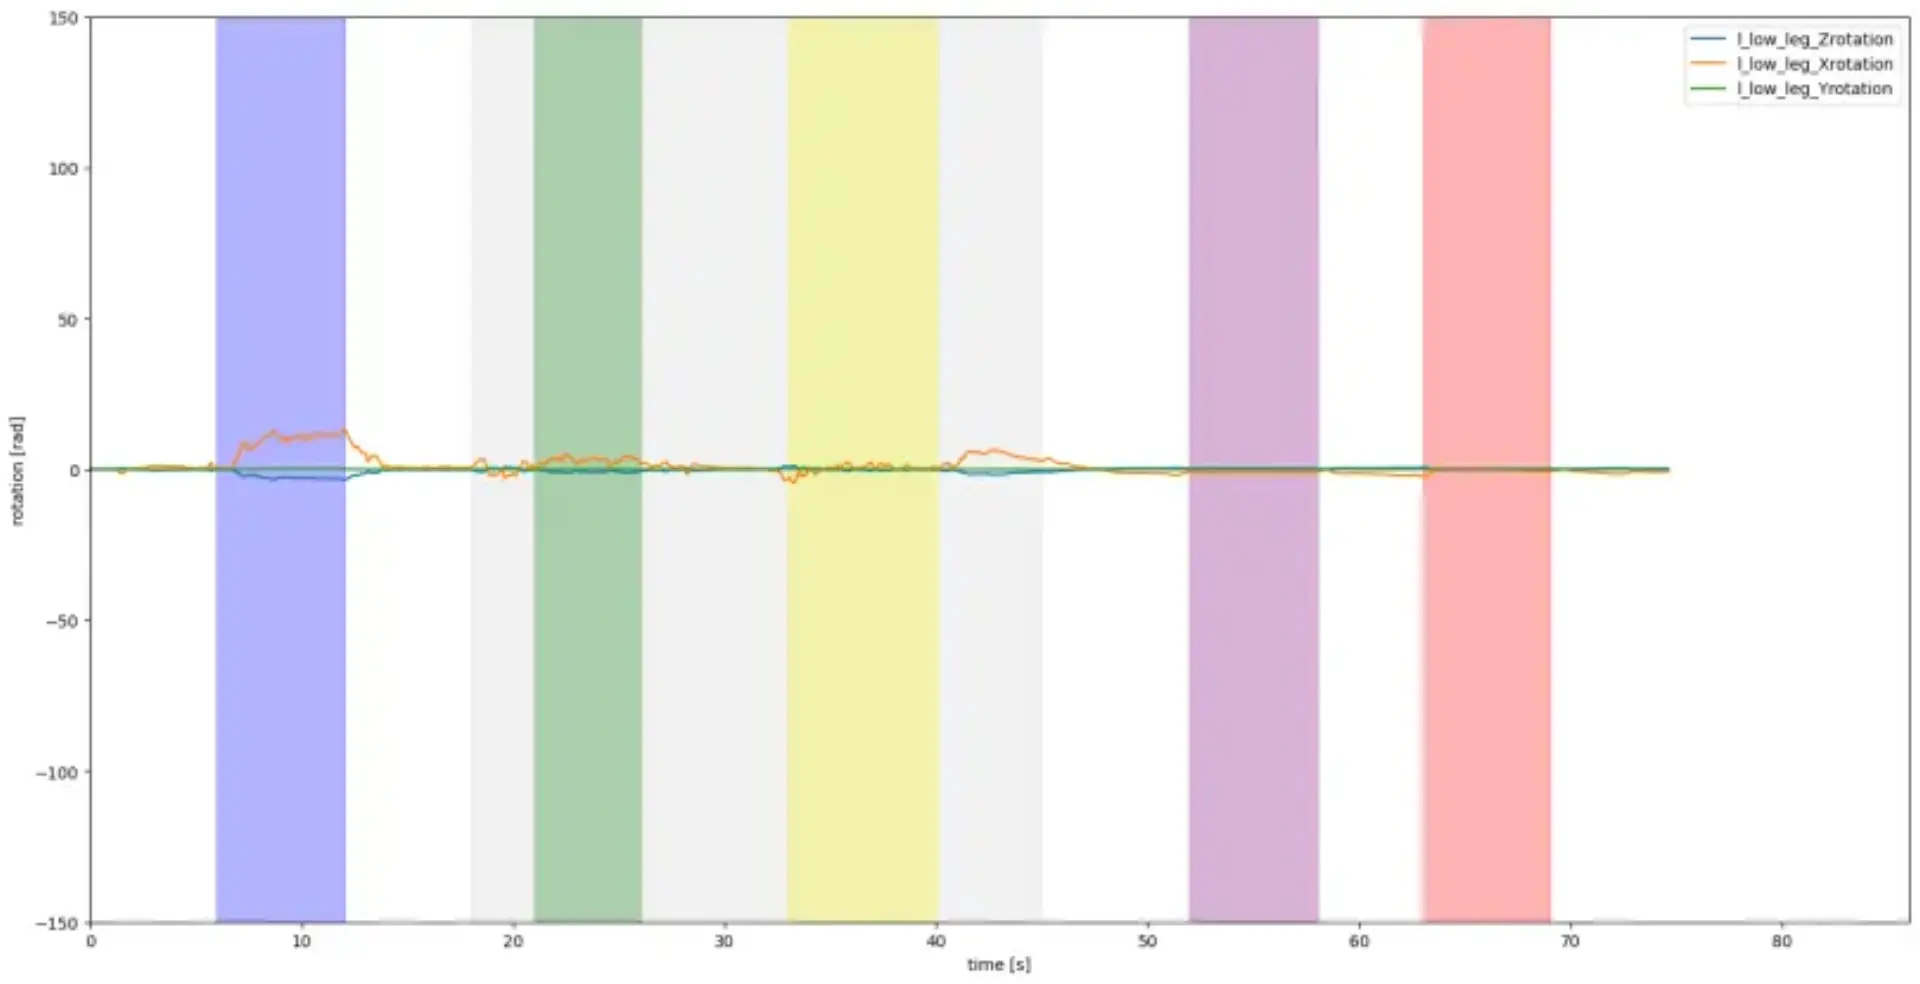 150
100
50
0
−50
−100
−150
rotation [rad]
l_low_leg_Zrotation
l_low_leg_Xrotation
l_low_leg_Yrotation
0 10 20 30 40 50 60 70 80
time [s]